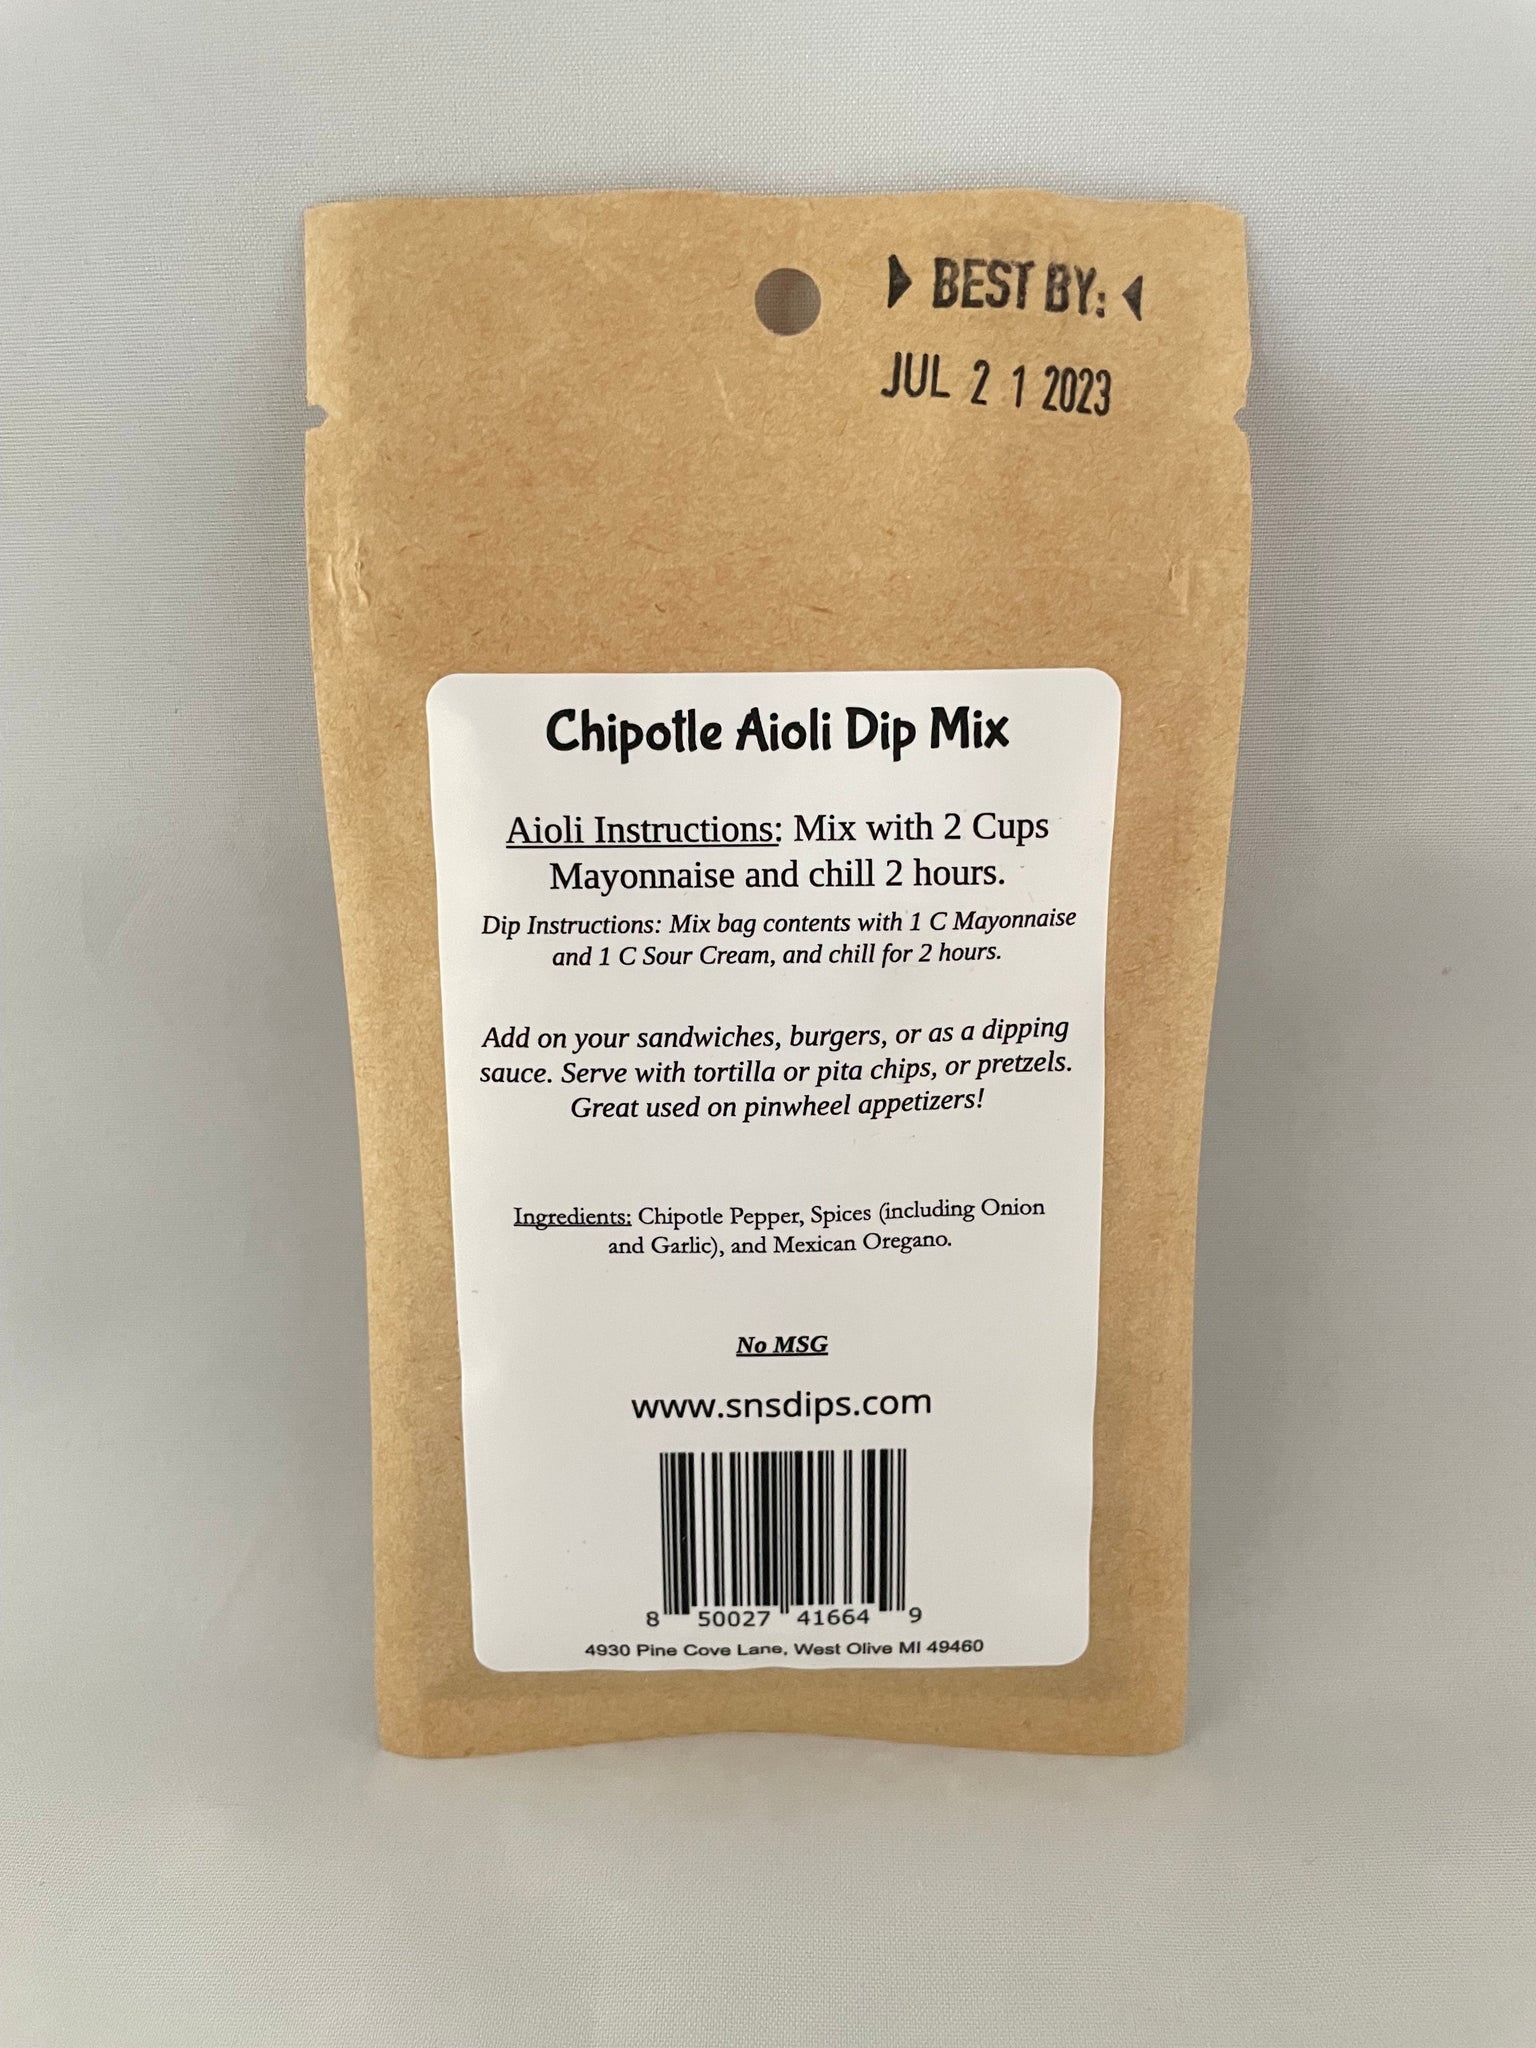 BEST BY:
JUL 21 2023
Chipotle Aioli Dip Mix
Aioli Instructions: Mix with 2 Cups
Mayonnaise and chill 2 hours.
Dip Instructions: Mix bag contents with 1 C Mayonnaise
and 1 C Sour Cream, and chill for 2 hours.
Add on your sandwiches, burgers, or as a dipping
sauce. Serve with tortilla or pita chips, or pretzels.
Great used on pinwheel appetizers!
Ingredients: Chipotle Pepper, Spices (including Onion
and Garlic), and Mexican Oregano.
No MSG
www.snsdips.com
8 50027 41664 9
4930 Pine Cove Lane, West Olive MI 49460